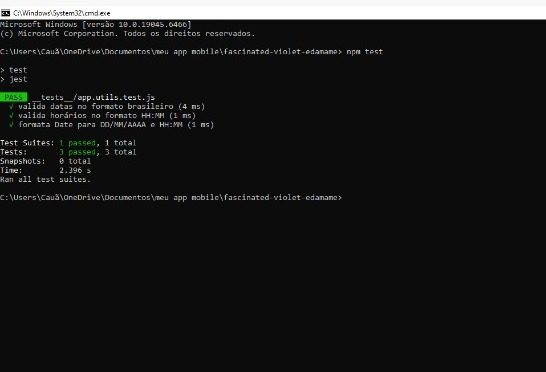 C:\Windows\System32\cmd.exe
Microsoft Windows [versão 10.0.19045.6466]
(c) Microsoft Corporation. Todos os direitos reservados.
C:\Users\Cauã\OneDrive\Documentos\meu app mobile\fascinated-violet-edamame> npm test
> test
> jest
PASS __tests__/app.utils.test.js
√ valida datas no formato brasileiro (4 ms)
√ valida horários no formato HH:MM (1 ms)
√ formata Date para DD/MM/AAAA e HH:MM (1 ms)
Test Suites: 1 passed, 1 total
Tests: 3 passed, 3 total
Snapshots: 0 total
Time: 2.396 s
Ran all test suites.
C:\Users\Cauã\OneDrive\Documentos\meu app mobile\fascinated-violet-edamame>